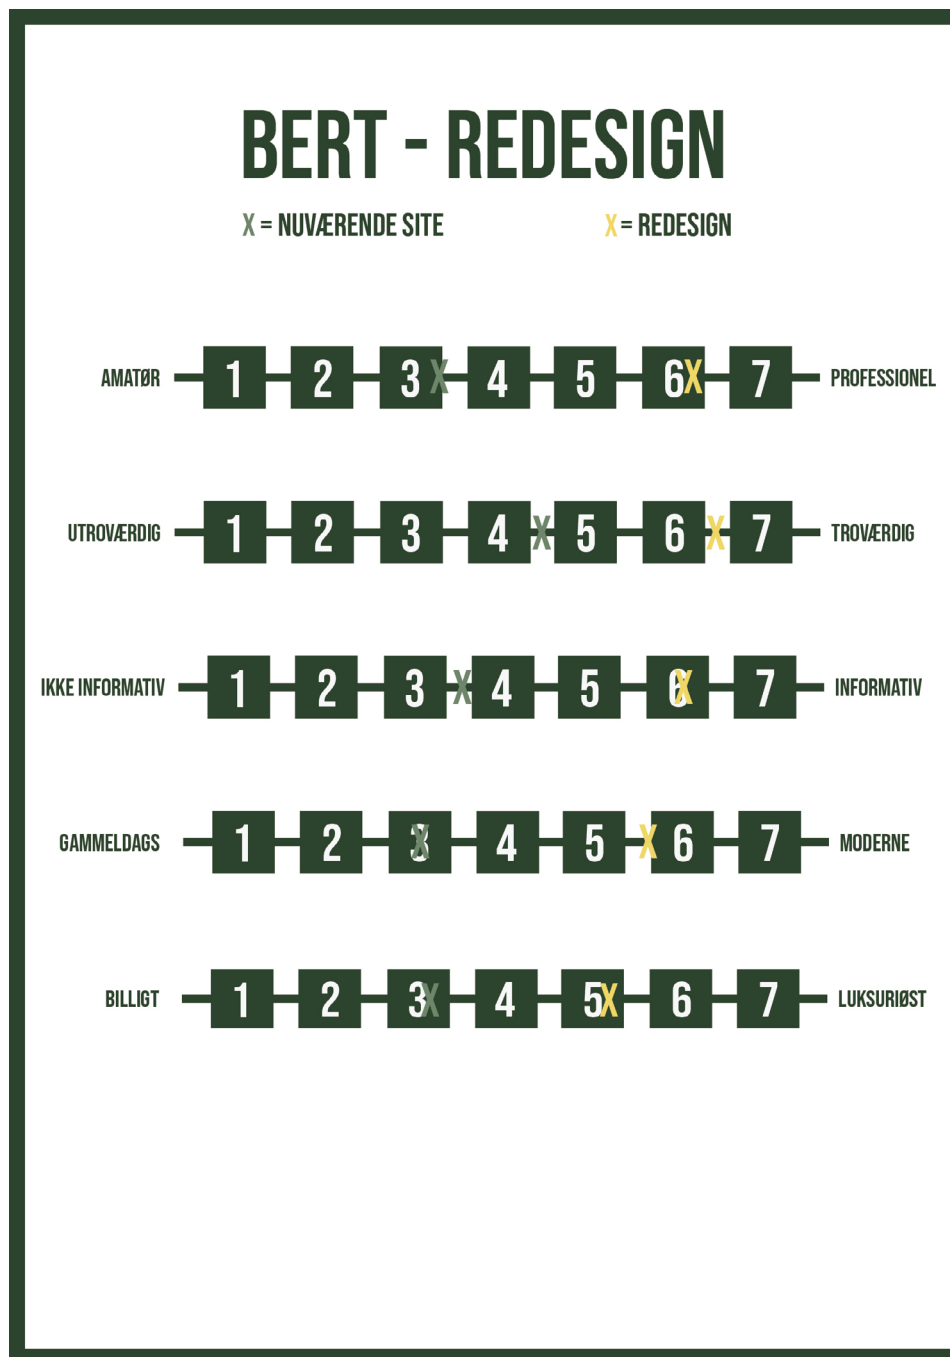 BERT - REDESIGN
X = NUVÆRENDE SITE X = REDESIGN
AMATØR 1 2 3 X 4 5 6 X 7 PROFESSIONEL
UTROVÆRDIG 1 2 3 4 X 5 6 X 7 TROVÆRDIG
IKKE INFORMATIV 1 2 3 X 4 5 6 X 7 INFORMATIV
GAMMELDAGS 1 2 3 X 4 5 X 6 7 MODERNE
BILLIGT 1 2 3 X 4 5 X 6 7 LUKSURIØST